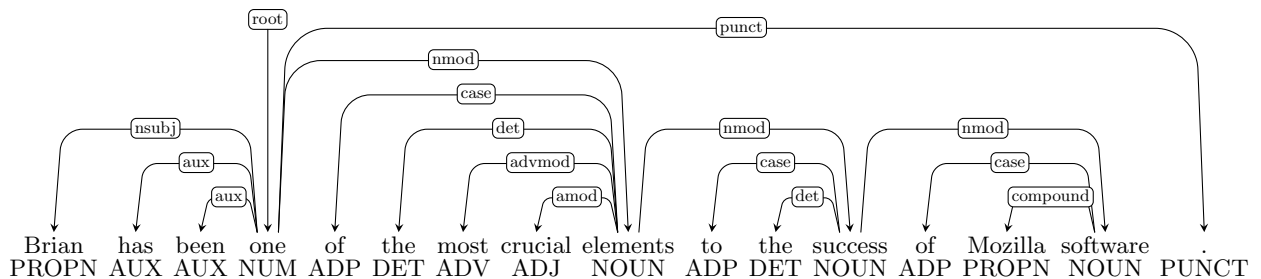 root
punct
nmod
case
nsubj det nmod nmod
aux advmod case case
aux amod det compound
Brian has been one of the most crucial elements to the success of Mozilla software .
PROPN AUX AUX NUM ADP DET ADV ADJ NOUN ADP DET NOUN ADP PROPN NOUN PUNCT